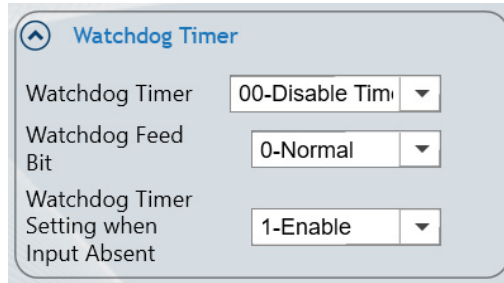 Watchdog Timer
Watchdog Timer 00-Disable Tim
Watchdog Feed
Bit 0-Normal
Watchdog Timer
Setting when 1-Enable
Input Absent